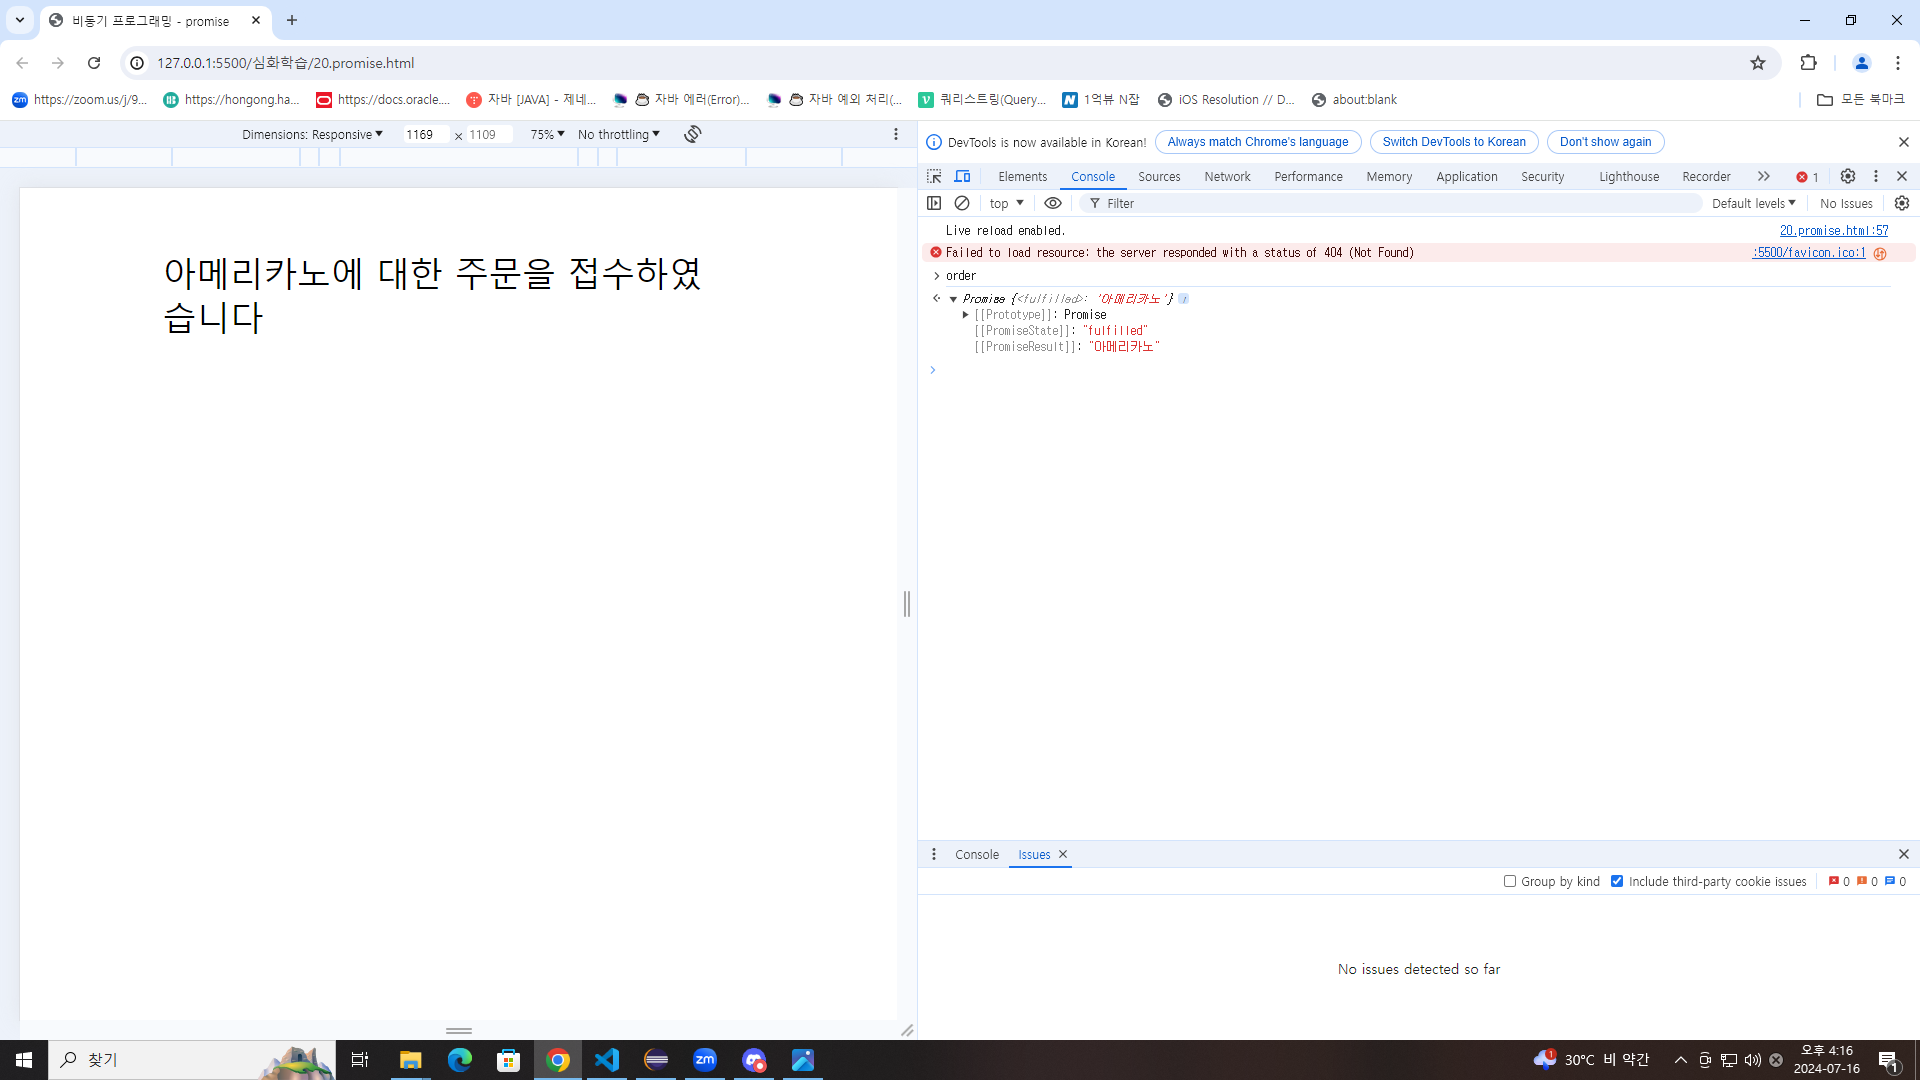 비동기 프로그래밍 - promise
127.0.0.1:5500/심화학습/20.promise.html
https://zoom.us/j/9... https://hongong.ha... https://docs.oracle.... 자바 [JAVA] - 제네... 자바 에러(Error)... 자바 예외 처리(... 쿼리스트링(Query... 1억뷰 N잡 iOS Resolution // D... about:blank 모든 북마크
Dimensions: Responsive 1169 × 1109 75% No throttling
DevTools is now available in Korean! Always match Chrome's language Switch DevTools to Korean Don't show again
Elements Console Sources Network Performance Memory Application Security Lighthouse Recorder 1
top Filter Default levels No Issues
Live reload enabled. 20.promise.html:57
Failed to load resource: the server responded with a status of 404 (Not Found) :5500/favicon.ico:1
order
Promise {<fulfilled>: '아메리카노'}
[[Prototype]]: Promise
[[PromiseState]]: "fulfilled"
[[PromiseResult]]: "아메리카노"
아메리카노에 대한 주문을 접수하였
습니다
Console Issues
Group by kind Include third-party cookie issues 0 0 0
No issues detected so far
찾기
zm
1 30°C 비 약간
오후 4:16
2024-07-16
1